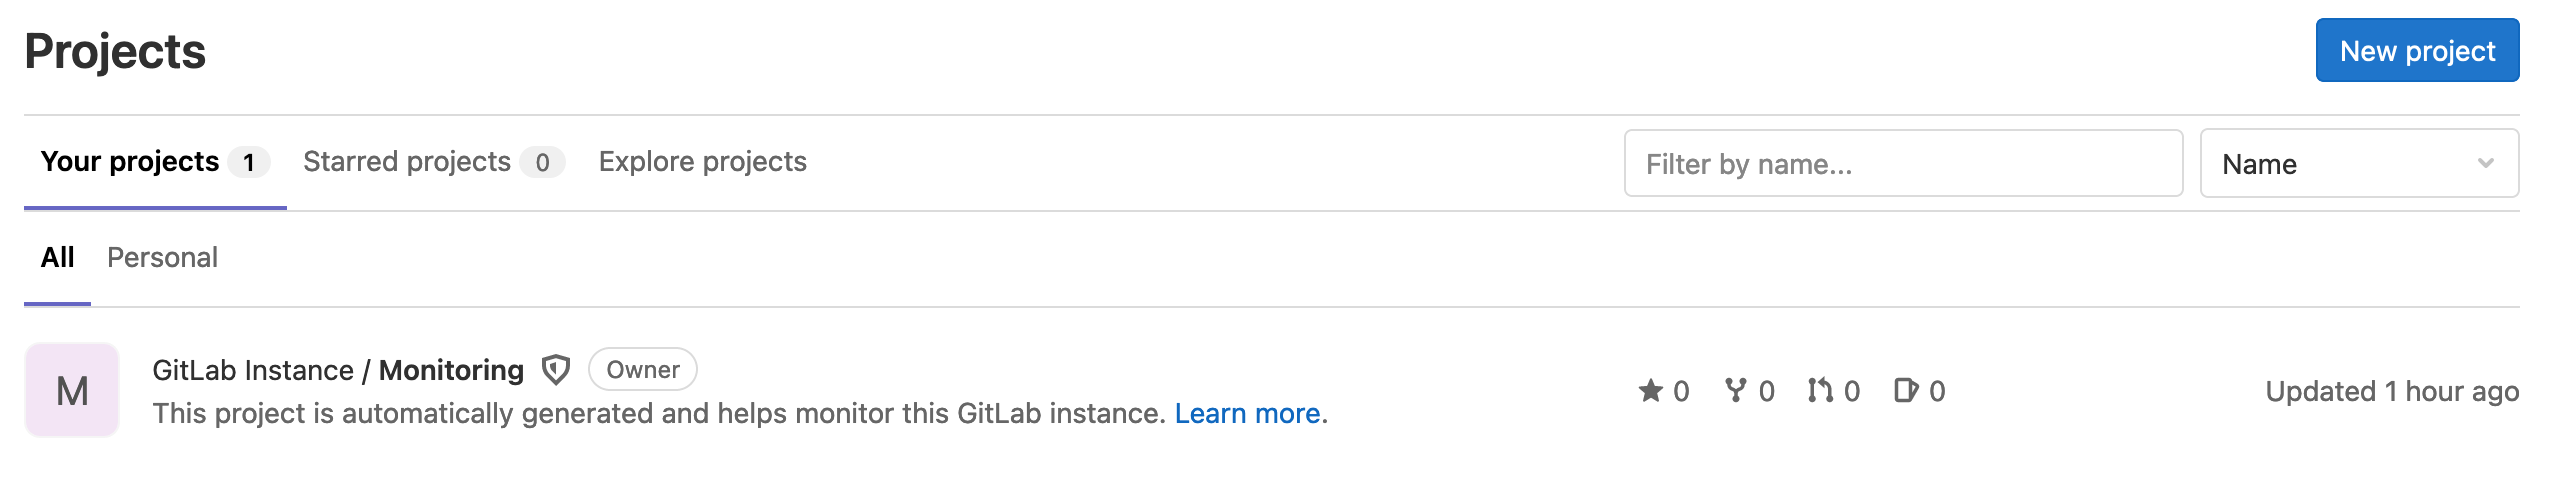 Projects
New project
Your projects 1 Starred projects 0 Explore projects
Filter by name...
Name
All Personal
M
GitLab Instance / Monitoring Owner
This project is automatically generated and helps monitor this GitLab instance. Learn more.
0 0 0 0
Updated 1 hour ago